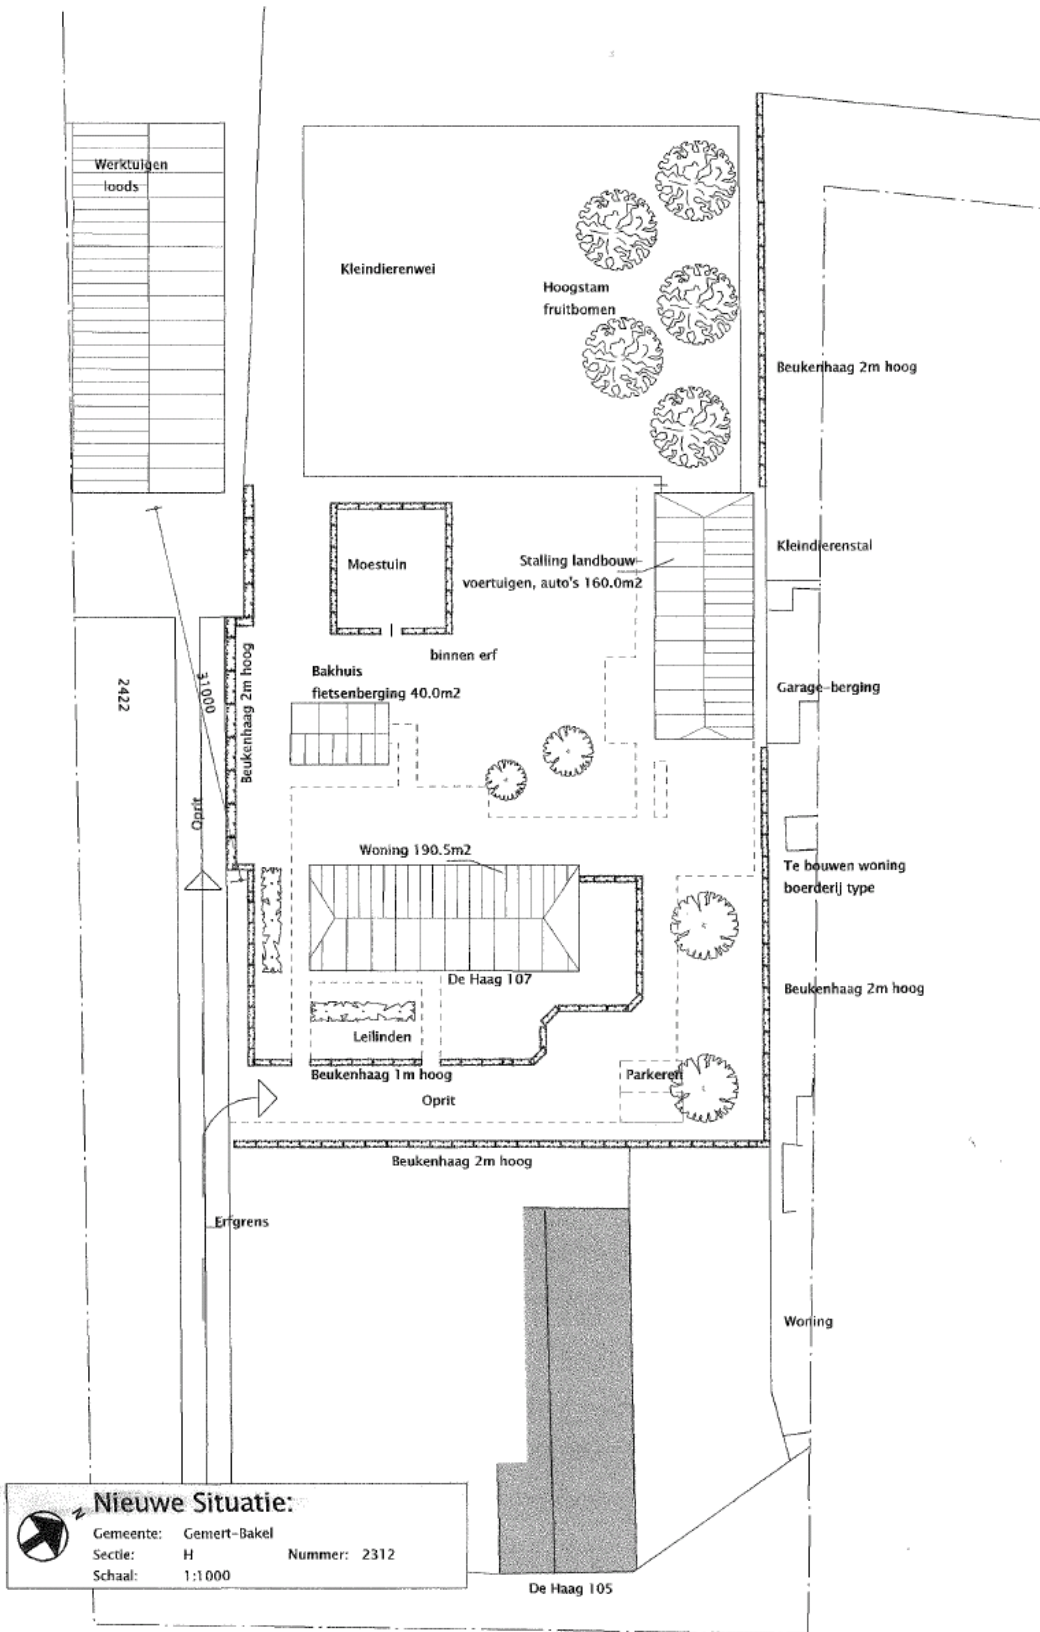 Werktuigen
loods
Kleindierenwei
Hoogstam
fruitbomen
Beukenhaag 2m hoog
Moestuin
Stalling landbouw
voertuigen, auto's 160.0m2
Kleindierenstal
binnen erf
Bakhuis
fietsenberging 40.0m2
Beukenhaag 2m hoog
31000
2422
Garage-berging
Oprit
Woning 190.5m2
Te bouwen woning
boerderij type
De Haag 107
Beukenhaag 2m hoog
Leilinden
Beukenhaag 1m hoog
Parkeren
Oprit
Beukenhaag 2m hoog
Erfgrens
Woning
N
Nieuwe Situatie:
Gemeente: Gemert-Bakel
Sectie: H Nummer: 2312
Schaal: 1:1000
De Haag 105